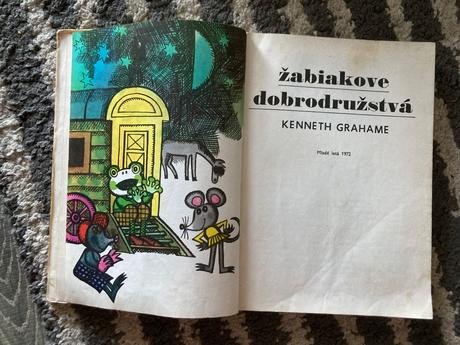 žabiakove
dobrodružstvá
KENNETH GRAHAME
Mladé letá 1972